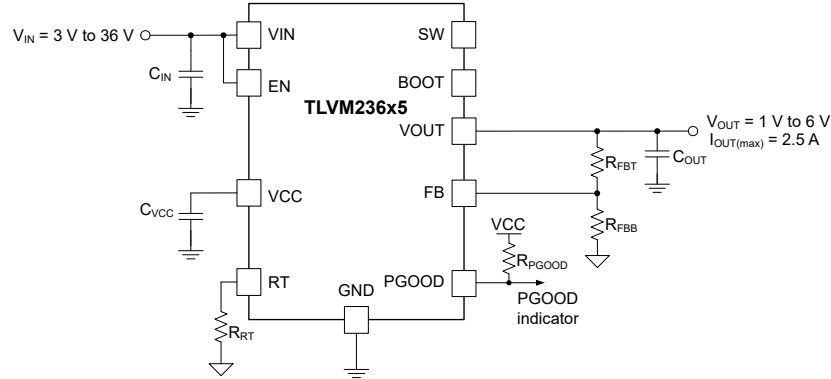 VIN = 3 V to 36 V
CIN
VIN
EN
SW
BOOT
TLVM236x5
VOUT
VOUT = 1 V to 6 V
IOUT(max) = 2.5 A
RFBT
COUT
CVCC
VCC
FB
RFBB
VCC
RPGOOD
RT
GND
PGOOD
PGOOD
indicator
RRT